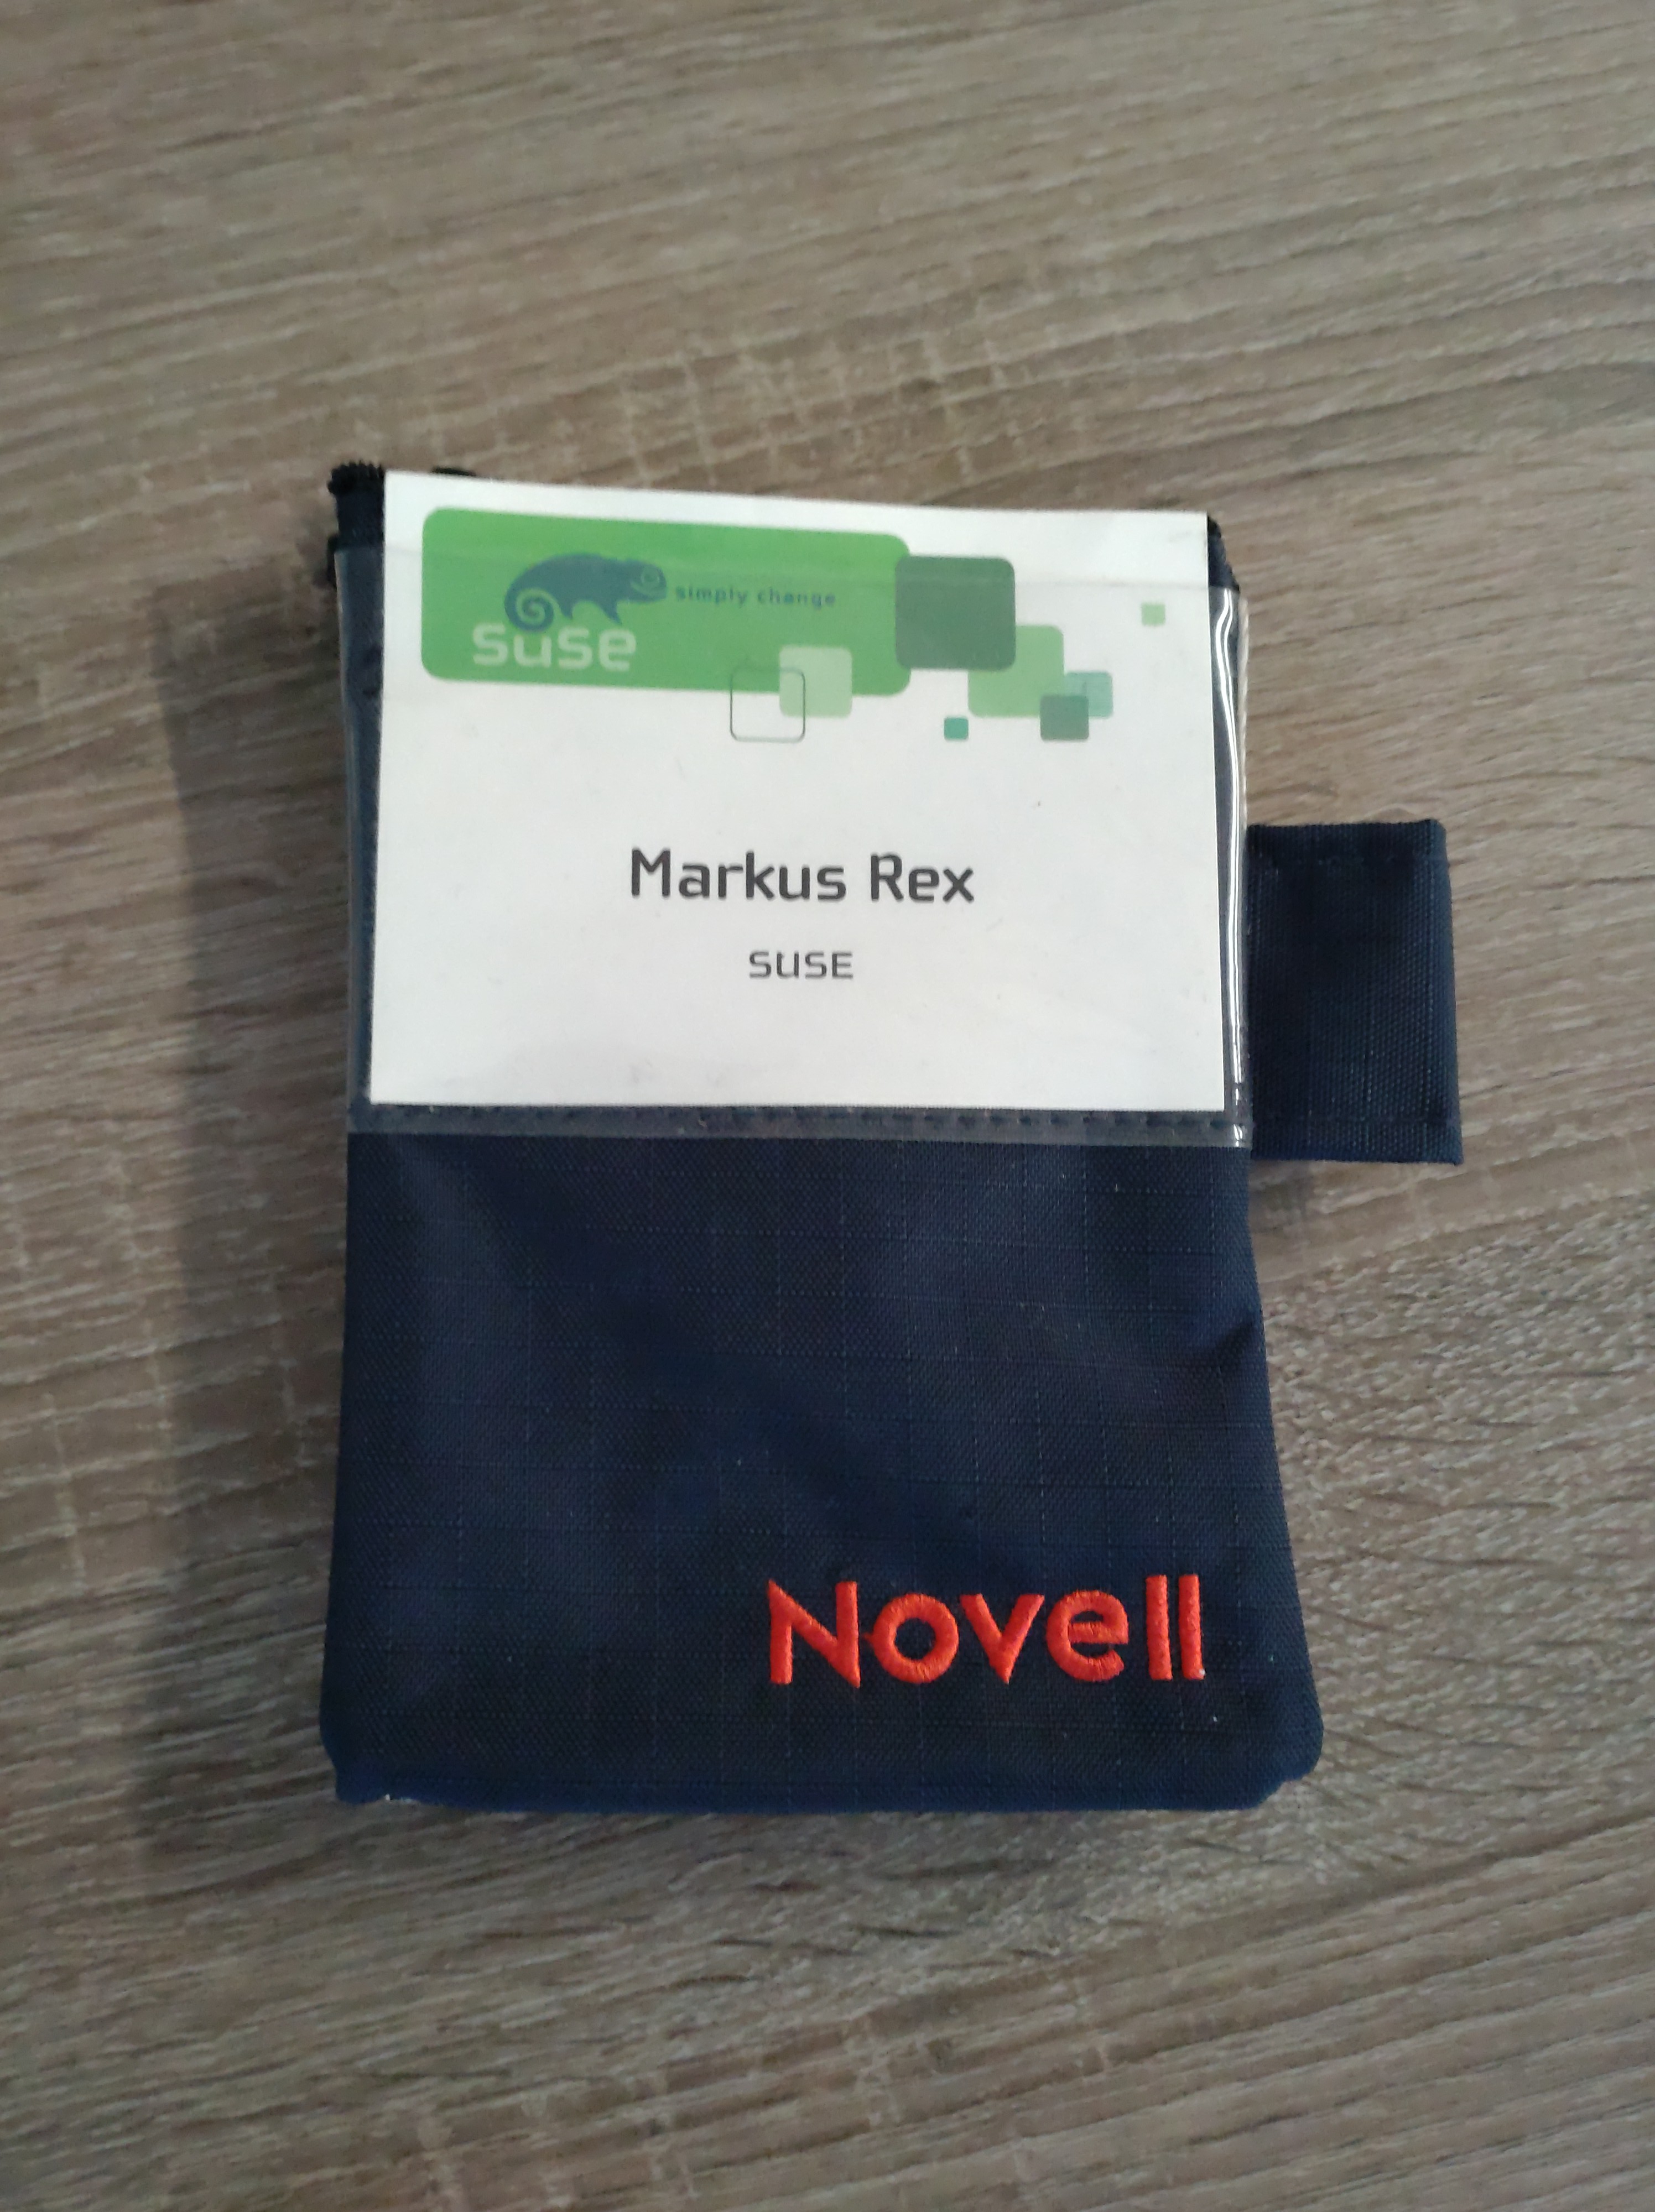 simply change
suse
Markus Rex
SUSE
Novell